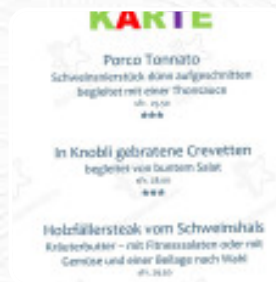 KARTE
Porco Tonnato
Schweinsnierstück dünn aufgeschnitten
begleitet mit einer Thonsauce
***
In Knobli gebratene Crevetten
begleitet von buntem Salat
***
Holzfällersteak vom Schweinshals
Kräuterbutter – mit Fitnesssalaten oder mit
Gemüse und einer Beilage nach Wahl